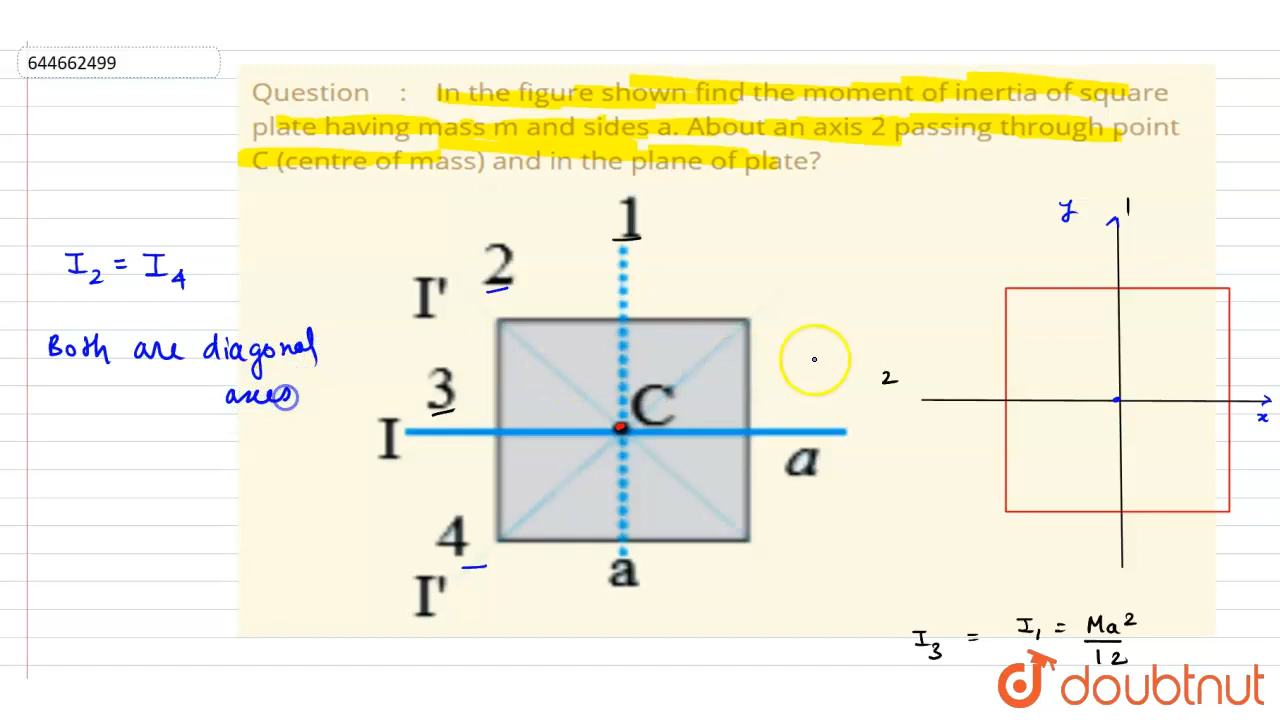 644662499
Question : In the figure shown find the moment of inertia of square
plate having mass m and sides a. About an axis 2 passing through point
C (centre of mass) and in the plane of plate?
1
y 1
2
I'
I₂ = I₄
Both are diagonal
axes
3
C
2
I
a
x
4
a
I'
I₃ = I₁ = Ma²/12
doubtnut